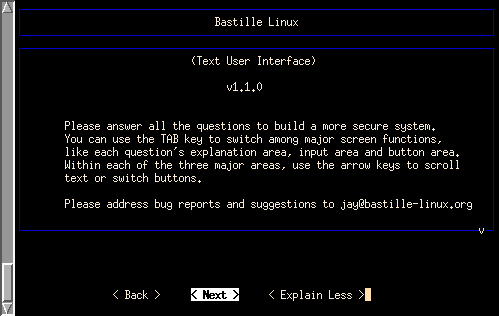 Bastille Linux
(Text User Interface)
v1.1.0
Please answer all the questions to build a more secure system.
You can use the TAB key to switch among major screen functions,
like each question's explanation area, input area and button area.
Within each of the three major areas, use the arrow keys to scroll
text or switch buttons.
Please address bug reports and suggestions to jay@bastille-linux.org
v
< Back > < Next > < Explain Less >